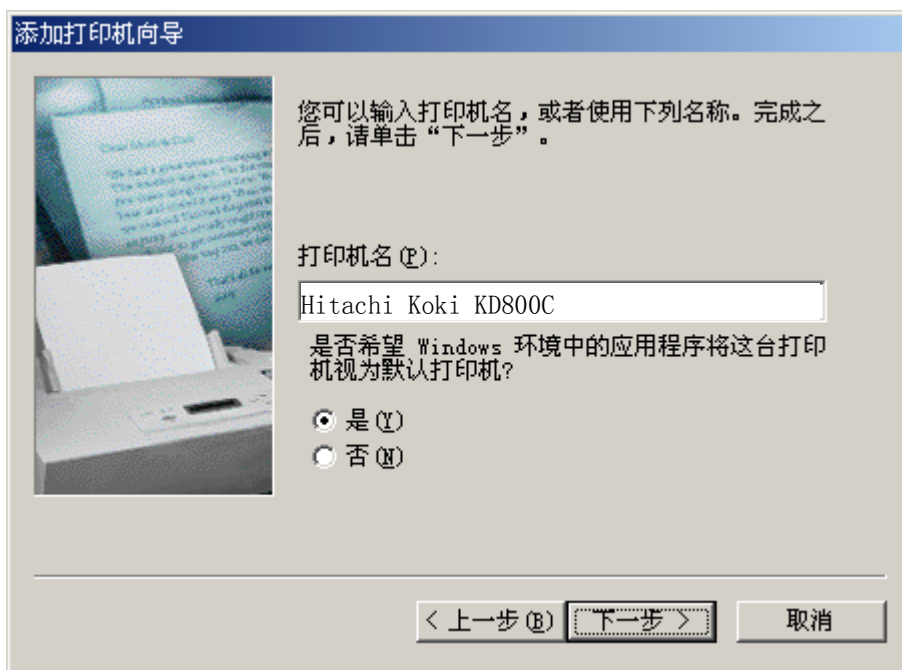 添加打印机向导
您可以输入打印机名，或者使用下列名称。完成之
后，请单击“下一步”。
打印机名(P):
Hitachi Koki KD800C
是否希望 Windows 环境中的应用程序将这台打印
机视为默认打印机?
是(Y)
否(N)
< 上一步(B)
下一步 >
取消